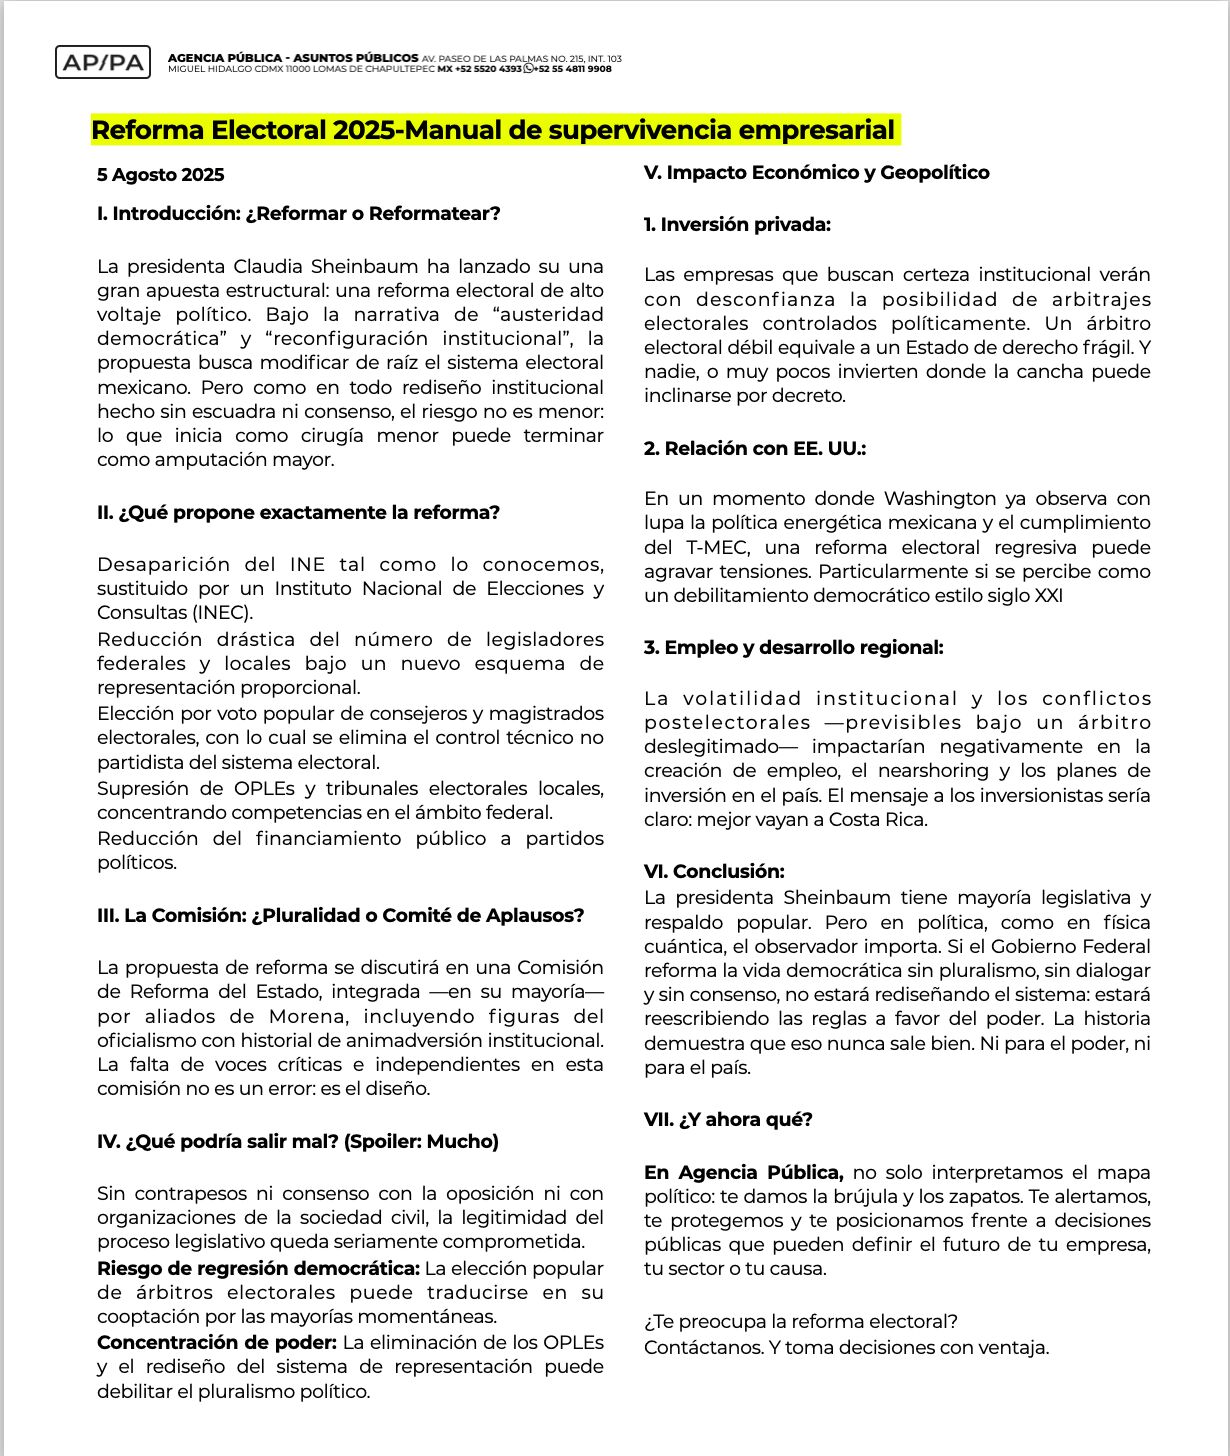 AP/PA
AGENCIA PÚBLICA - ASUNTOS PÚBLICOS AV. PASEO DE LAS PALMAS NO. 215, INT. 103
MIGUEL HIDALGO CDMX 11000 LOMAS DE CHAPULTEPEC MX +52 5520 4393 +52 55 4811 9908
Reforma Electoral 2025-Manual de supervivencia empresarial
5 Agosto 2025
I. Introducción: ¿Reformar o Reformatear?
La presidenta Claudia Sheinbaum ha lanzado su una
gran apuesta estructural: una reforma electoral de alto
voltaje político. Bajo la narrativa de “austeridad
democrática” y “reconfiguración institucional”, la
propuesta busca modificar de raíz el sistema electoral
mexicano. Pero como en todo rediseño institucional
hecho sin escuadra ni consenso, el riesgo no es menor:
lo que inicia como cirugía menor puede terminar
como amputación mayor.
II. ¿Qué propone exactamente la reforma?
Desaparición del INE tal como lo conocemos,
sustituido por un Instituto Nacional de Elecciones y
Consultas (INEC).
Reducción drástica del número de legisladores
federales y locales bajo un nuevo esquema de
representación proporcional.
Elección por voto popular de consejeros y magistrados
electorales, con lo cual se elimina el control técnico no
partidista del sistema electoral.
Supresión de OPLEs y tribunales electorales locales,
concentrando competencias en el ámbito federal.
Reducción del financiamiento público a partidos
políticos.
III. La Comisión: ¿Pluralidad o Comité de Aplausos?
La propuesta de reforma se discutirá en una Comisión
de Reforma del Estado, integrada —en su mayoría—
por aliados de Morena, incluyendo figuras del
oficialismo con historial de animadversión institucional.
La falta de voces críticas e independientes en esta
comisión no es un error: es el diseño.
IV. ¿Qué podría salir mal? (Spoiler: Mucho)
Sin contrapesos ni consenso con la oposición ni con
organizaciones de la sociedad civil, la legitimidad del
proceso legislativo queda seriamente comprometida.
Riesgo de regresión democrática: La elección popular
de árbitros electorales puede traducirse en su
cooptación por las mayorías momentáneas.
Concentración de poder: La eliminación de los OPLEs
y el rediseño del sistema de representación puede
debilitar el pluralismo político.
V. Impacto Económico y Geopolítico
1. Inversión privada:
Las empresas que buscan certeza institucional verán
con desconfianza la posibilidad de arbitrajes
electorales controlados políticamente. Un árbitro
electoral débil equivale a un Estado de derecho frágil. Y
nadie, o muy pocos invierten donde la cancha puede
inclinarse por decreto.
2. Relación con EE. UU.:
En un momento donde Washington ya observa con
lupa la política energética mexicana y el cumplimiento
del T-MEC, una reforma electoral regresiva puede
agravar tensiones. Particularmente si se percibe como
un debilitamiento democrático estilo siglo XXI
3. Empleo y desarrollo regional:
La volatilidad institucional y los conflictos
postelectorales —previsibles bajo un árbitro
deslegitimado— impactarían negativamente en la
creación de empleo, el nearshoring y los planes de
inversión en el país. El mensaje a los inversionistas sería
claro: mejor vayan a Costa Rica.
VI. Conclusión:
La presidenta Sheinbaum tiene mayoría legislativa y
respaldo popular. Pero en política, como en física
cuántica, el observador importa. Si el Gobierno Federal
reforma la vida democrática sin pluralismo, sin dialogar
y sin consenso, no estará rediseñando el sistema: estará
reescribiendo las reglas a favor del poder. La historia
demuestra que eso nunca sale bien. Ni para el poder, ni
para el país.
VII. ¿Y ahora qué?
En Agencia Pública, no solo interpretamos el mapa
político: te damos la brújula y los zapatos. Te alertamos,
te protegemos y te posicionamos frente a decisiones
públicas que pueden definir el futuro de tu empresa,
tu sector o tu causa.
¿Te preocupa la reforma electoral?
Contáctanos. Y toma decisiones con ventaja.